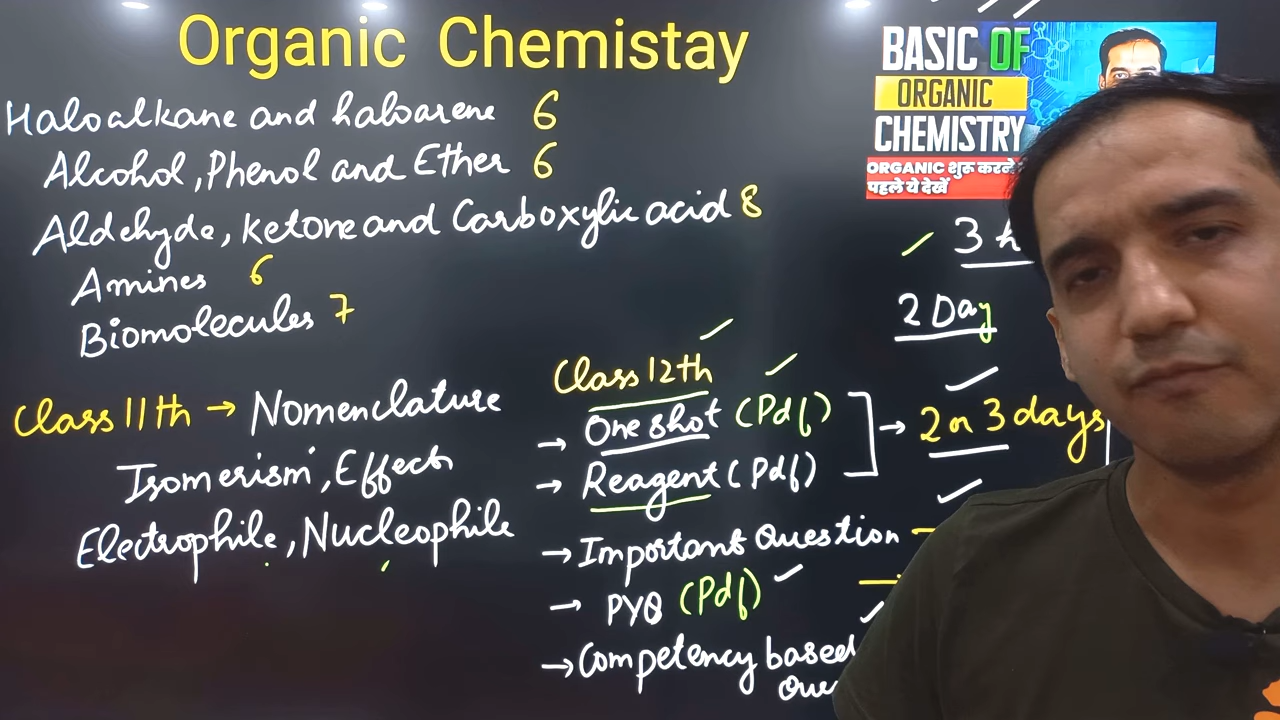 Organic Chemistay
Haloalkane and haloarene 6
Alcohol, Phenol and Ether 6
Aldehyde, ketone and Carboxylic acid 8
Amines 6
Biomolecules 7
Class 11th → Nomenclature
Isomerism, Effect
Electrophile, Nucleophile
BASIC OF
ORGANIC
CHEMISTRY
ORGANIC शुरू करने
पहले ये देखें
3
2 Day
Class 12th
→ One shot (Pdf)
→ Reagent (Pdf)
→ 2 or 3 days
→ Important Question
→ PYQ (Pdf)
→ Competency based